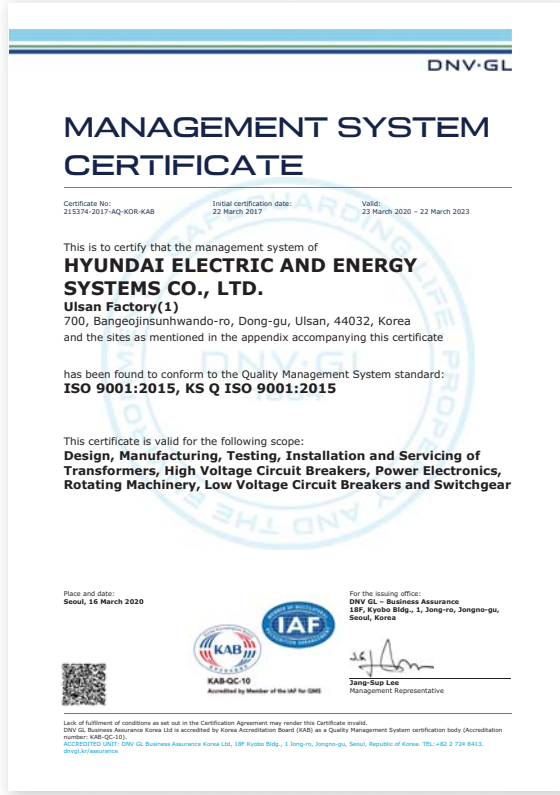 DNV·GL
MANAGEMENT SYSTEM
CERTIFICATE
Certificate No:
215374-2017-AQ-KOR-KAB
Initial certification date:
22 March 2017
Valid:
23 March 2020 – 22 March 2023
This is to certify that the management system of
HYUNDAI ELECTRIC AND ENERGY
SYSTEMS CO., LTD.
Ulsan Factory(1)
700, Bangeojinsunhwando-ro, Dong-gu, Ulsan, 44032, Korea
and the sites as mentioned in the appendix accompanying this certificate
has been found to conform to the Quality Management System standard:
ISO 9001:2015, KS Q ISO 9001:2015
This certificate is valid for the following scope:
Design, Manufacturing, Testing, Installation and Servicing of
Transformers, High Voltage Circuit Breakers, Power Electronics,
Rotating Machinery, Low Voltage Circuit Breakers and Switchgear
Place and date:
Seoul, 16 March 2020
For the issuing office:
DNV GL – Business Assurance
18F, Kyobo Bldg., 1, Jong-ro, Jongno-gu,
Seoul, Korea
KAB
IAF
KAB-QC-10
Accredited by Member of the IAF for QMS
Jang-Sup Lee
Management Representative
Lack of fulfilment of conditions as set out in the Certification Agreement may render this Certificate invalid.
DNV GL Business Assurance Korea Ltd is accredited by Korea Accreditation Board (KAB) as a Quality Management System certification body (Accreditation
number: KAB-QC-10).
ACCREDITED UNIT: DNV GL Business Assurance Korea Ltd, 18F Kyobo Bldg., 1 Jong-ro, Jongno-gu, Seoul, Republic of Korea. TEL:+82 2 724 8413.
dnvgl.kr/assurance